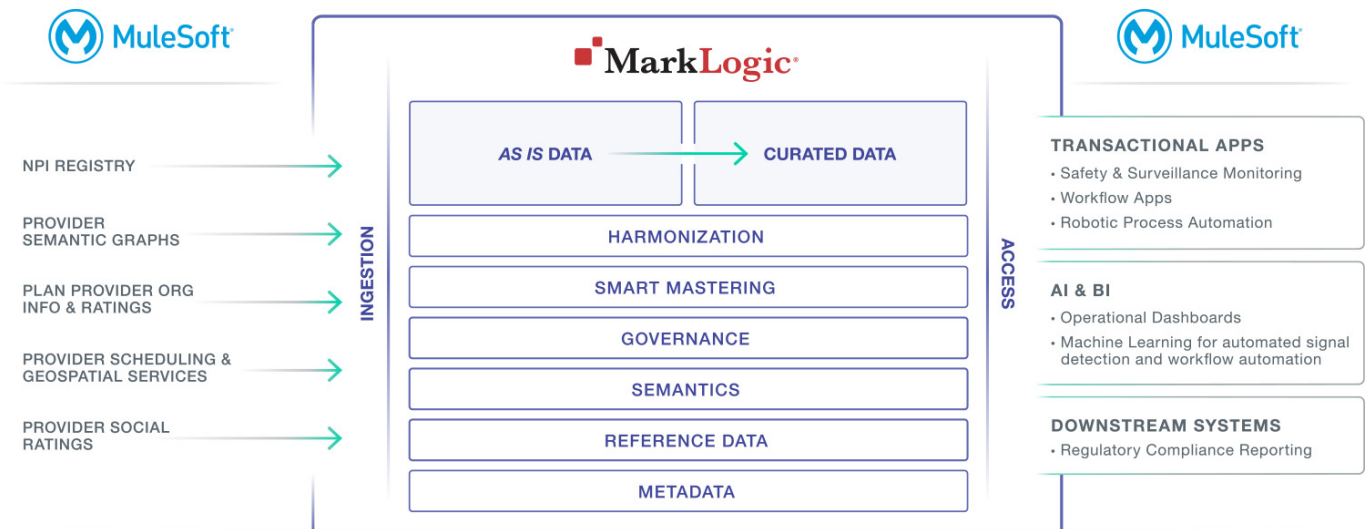 MuleSoft
NPI REGISTRY
PROVIDER
SEMANTIC GRAPHS
PLAN PROVIDER ORG
INFO & RATINGS
PROVIDER SCHEDULING &
GEOSPATIAL SERVICES
PROVIDER SOCIAL
RATINGS
INGESTION
MarkLogic®
AS IS DATA
CURATED DATA
HARMONIZATION
SMART MASTERING
GOVERNANCE
SEMANTICS
REFERENCE DATA
METADATA
ACCESS
MuleSoft
TRANSACTIONAL APPS
• Safety & Surveillance Monitoring
• Workflow Apps
• Robotic Process Automation
AI & BI
• Operational Dashboards
• Machine Learning for automated signal
detection and workflow automation
DOWNSTREAM SYSTEMS
• Regulatory Compliance Reporting